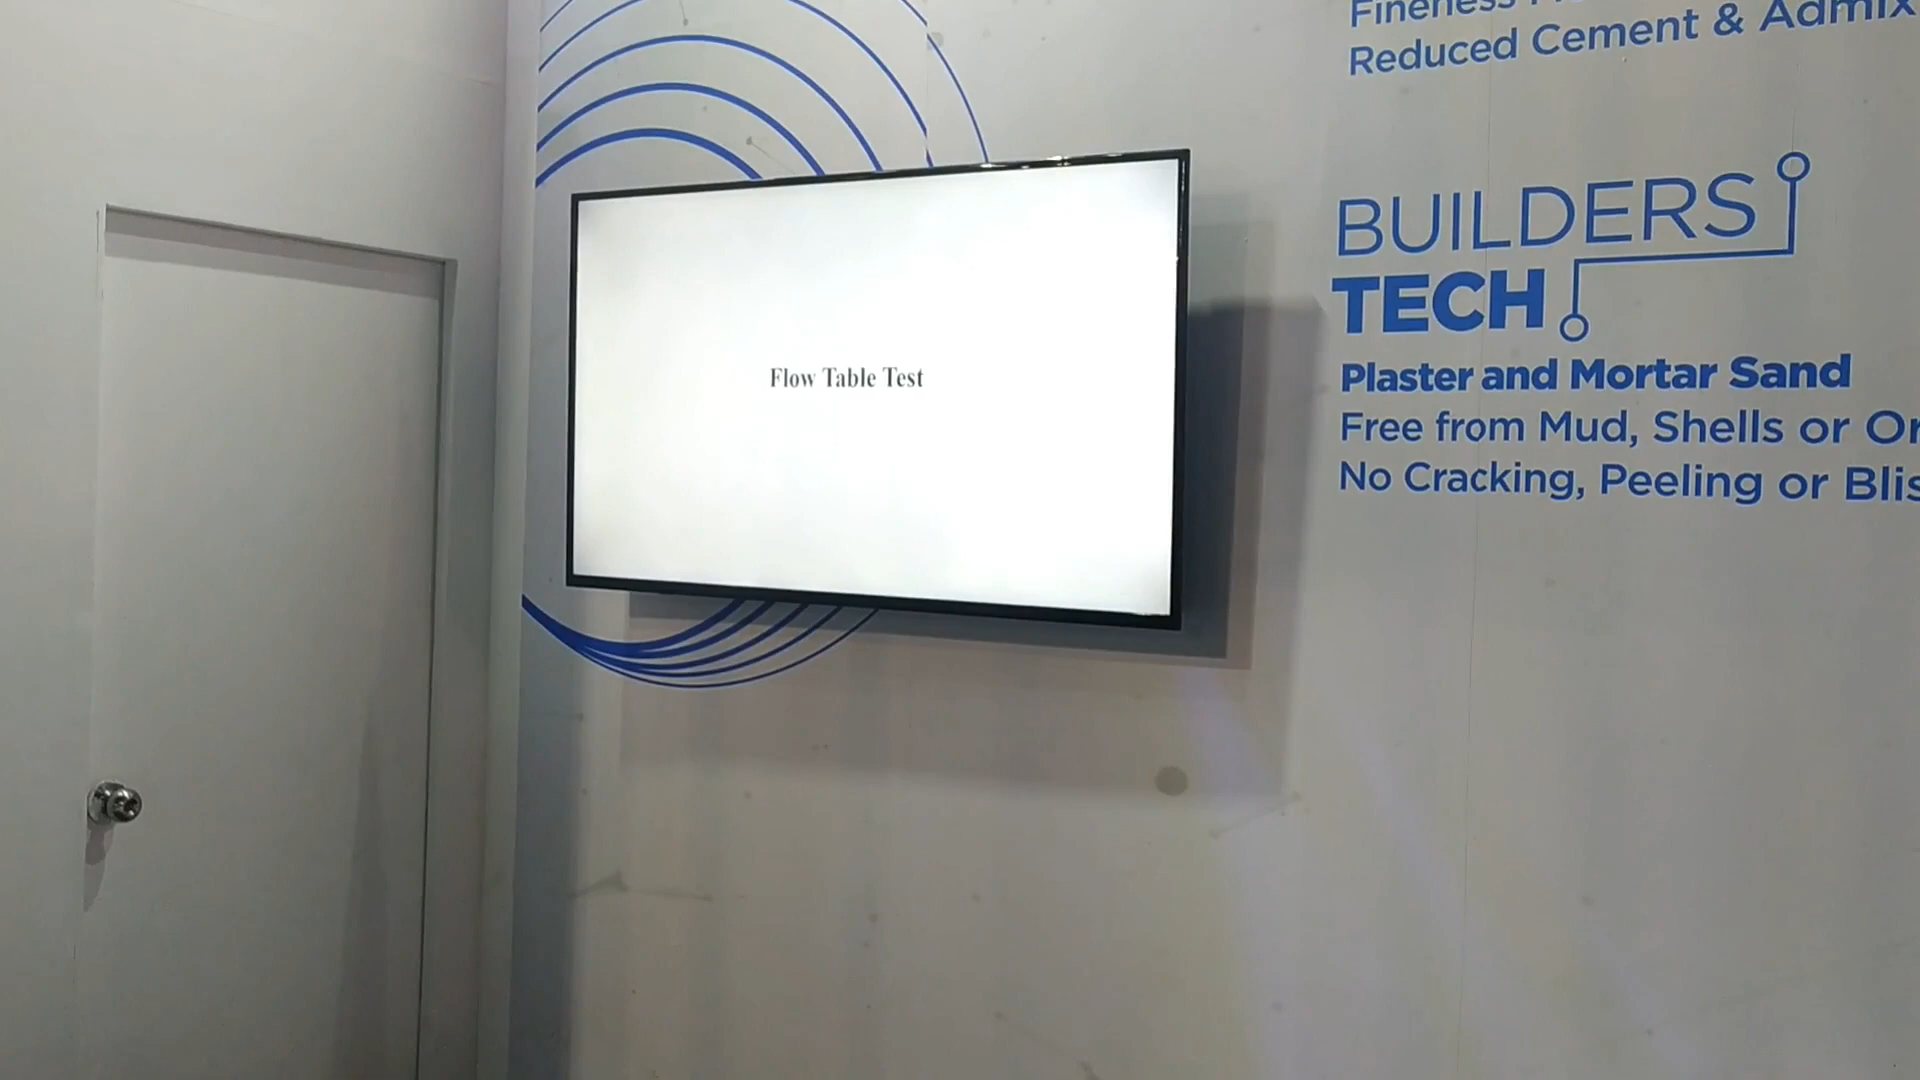 Reduced Cement &
BUILDERS
TECH
Plaster and Mortar Sand
Free from Mud, Shells or
No Cracking, Peeling or
Flow Table Test